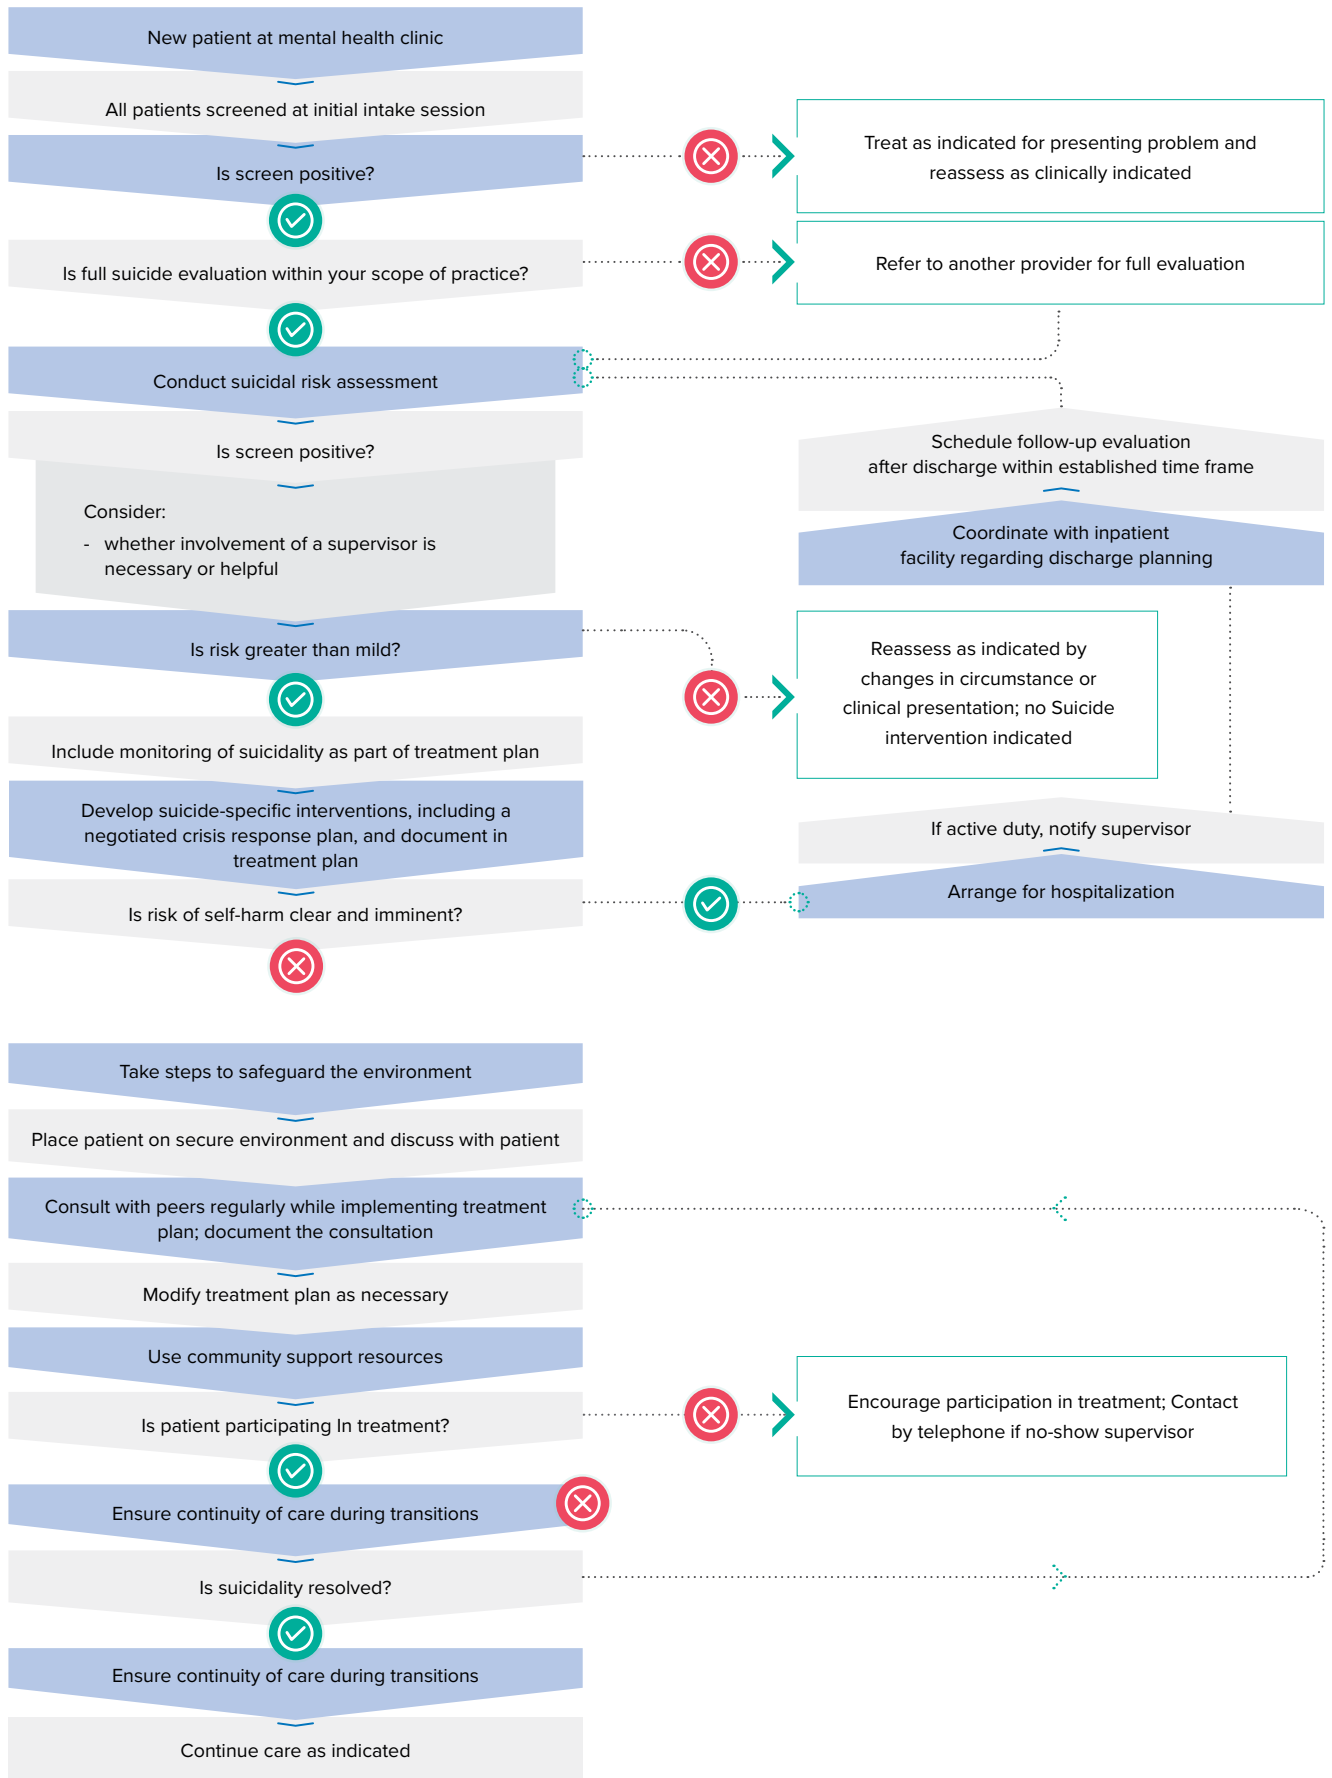 New patient at mental health clinic
All patients screened at initial intake session
Is screen positive?
Treat as indicated for presenting problem and
reassess as clinically indicated
Is full suicide evaluation within your scope of practice?
Refer to another provider for full evaluation
Conduct suicidal risk assessment
Is screen positive?
Consider:
- whether involvement of a supervisor is
necessary or helpful
Schedule follow-up evaluation
after discharge within established time frame
Coordinate with inpatient
facility regarding discharge planning
Is risk greater than mild?
Reassess as indicated by
changes in circumstance or
clinical presentation; no Suicide
intervention indicated
Include monitoring of suicidality as part of treatment plan
Develop suicide-specific interventions, including a
negotiated crisis response plan, and document in
treatment plan
If active duty, notify supervisor
Is risk of self-harm clear and imminent?
Arrange for hospitalization
Take steps to safeguard the environment
Place patient on secure environment and discuss with patient
Consult with peers regularly while implementing treatment
plan; document the consultation
Modify treatment plan as necessary
Use community support resources
Is patient participating In treatment?
Encourage participation in treatment; Contact
by telephone if no-show supervisor
Ensure continuity of care during transitions
Is suicidality resolved?
Ensure continuity of care during transitions
Continue care as indicated